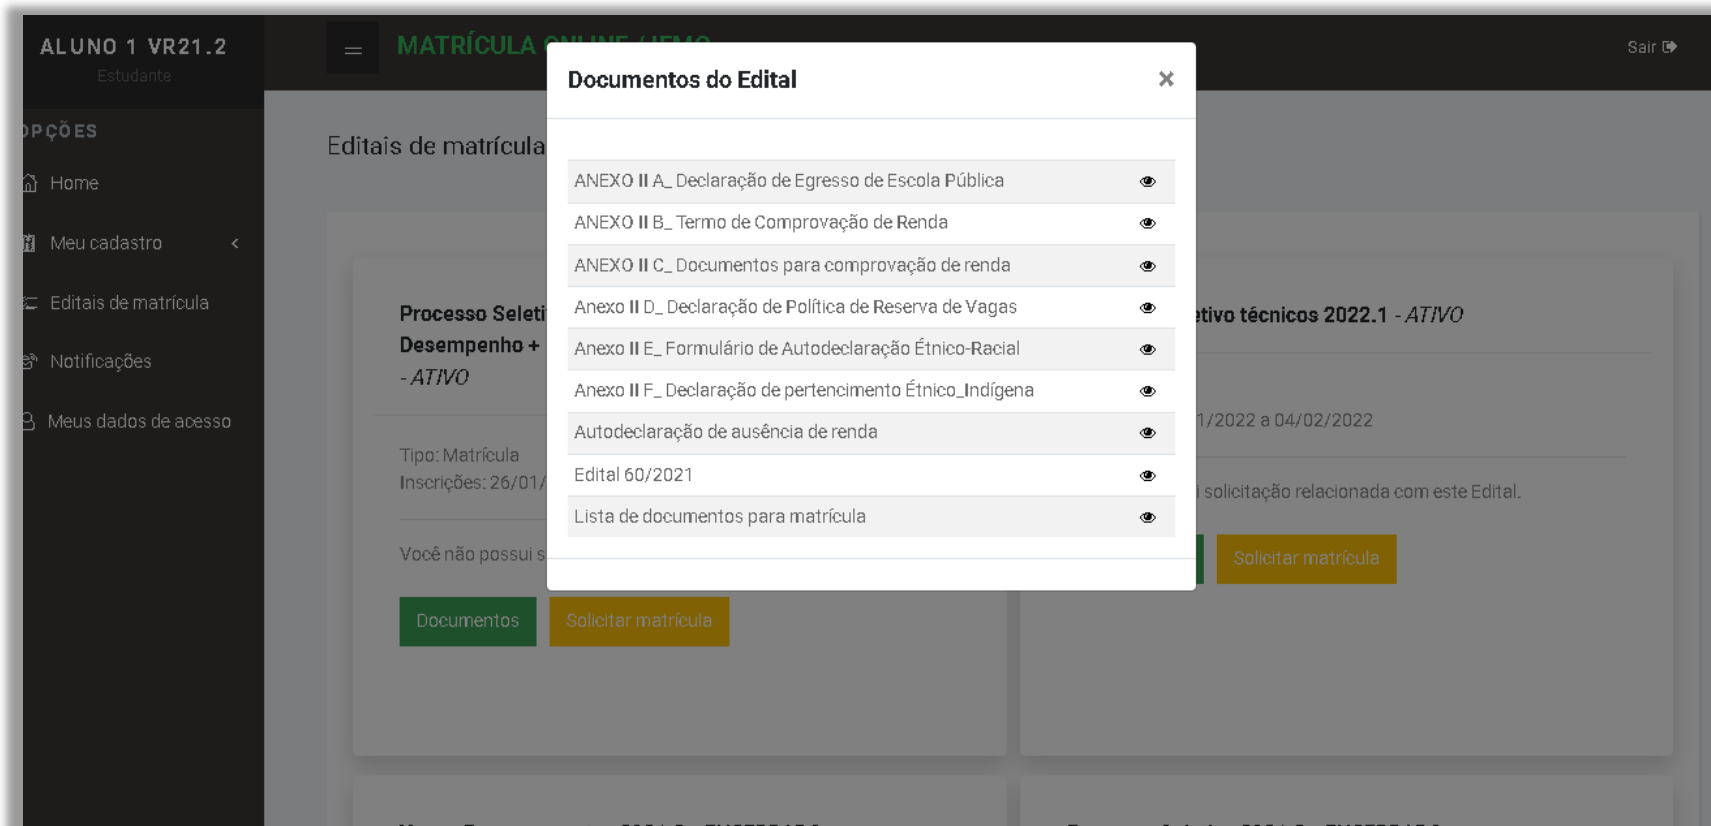 ALUNO 1 VR21.2
Estudante
MATRÍCULA
Sair
OPÇÕES
Home
Meu cadastro
Editais de matrícula
Notificações
Meus dados de acesso
Editais de matrícula
Documentos do Edital
×
ANEXO II A_ Declaração de Egresso de Escola Pública
ANEXO II B_ Termo de Comprovação de Renda
ANEXO II C_ Documentos para comprovação de renda
Anexo II D_ Declaração de Política de Reserva de Vagas
Anexo II E_ Formulário de Autodeclaração Étnico-Racial
Anexo II F_ Declaração de pertencimento Étnico_Indígena
Autodeclaração de ausência de renda
Edital 60/2021
Lista de documentos para matrícula
Processo Seleti
Desempenho +
- ATIVO
Tipo: Matrícula
Inscrições: 26/01/
Você não possui s
Documentos
Solicitar matrícula
tivo técnicos 2022.1 - ATIVO
1/2022 a 04/02/2022
i solicitação relacionada com este Edital.
Solicitar matrícula